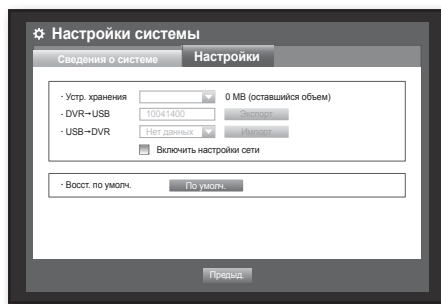 Настройки системы
Сведения о системе Настройки
· Устр. хранения 0 MB (оставшийся объем)
· DVR→USB 10041400 Экспорт
· USB→DVR Нет данных Импорт
Включить настройки сети
· Восст. по умолч. По умолч.
Предыд.